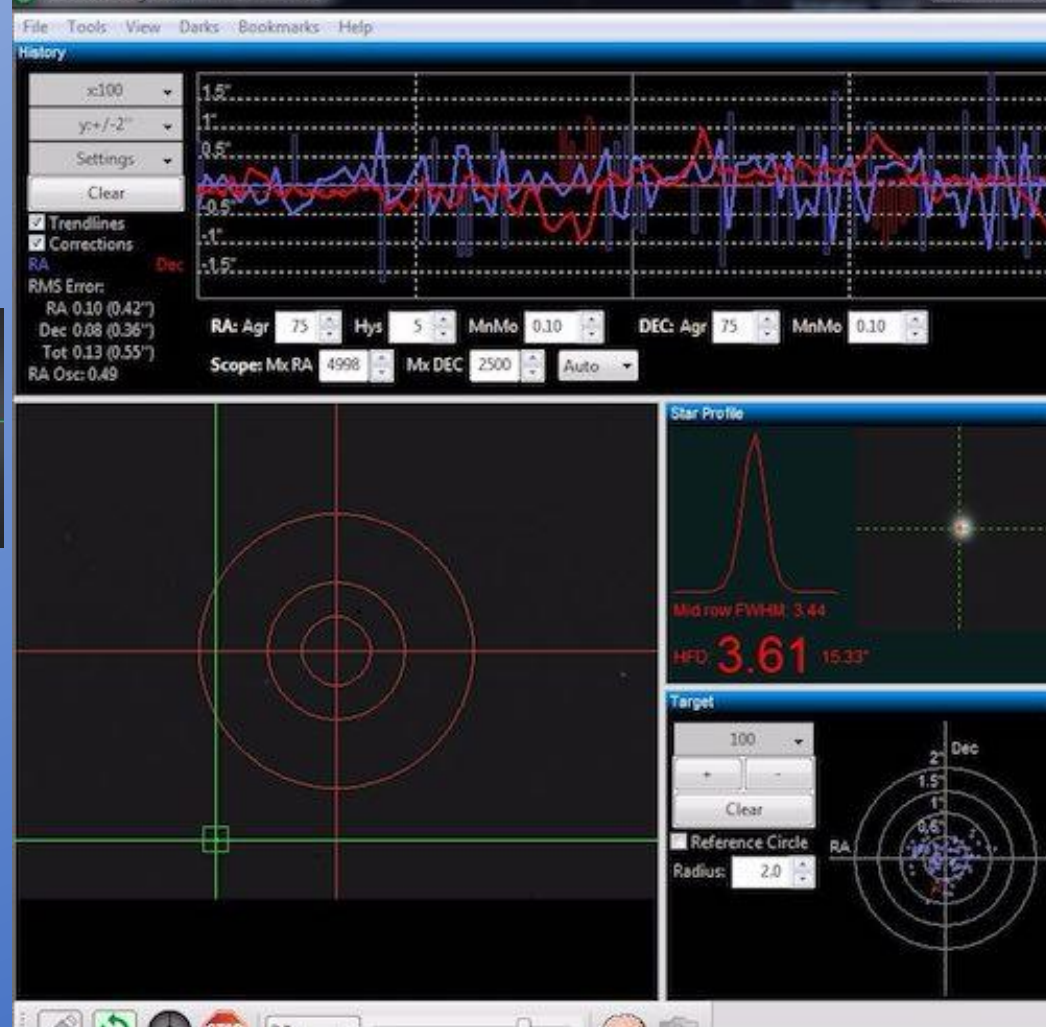 File Tools View Darks Bookmarks Help
History
x:100
y:+/-2"
Settings
Clear
Trendlines
Corrections
RA Dec
RMS Error:
RA 0.10 (0.42")
Dec 0.08 (0.36")
Tot 0.13 (0.55")
RA Osc: 0.49
1.5"
1"
0.5"
-0.5"
-1"
-1.5"
RA: Agr 75 Hys 5 MnMo 0.10 DEC: Agr 75 MnMo 0.10
Scope: Mx RA 4998 Mx DEC 2500 Auto
Star Profile
Mid row FWHM: 3.44
HFD 3.61 15.33"
Target
100
+ -
Clear
Reference Circle
Radius: 2.0
Dec
2"
1.5"
1"
RA